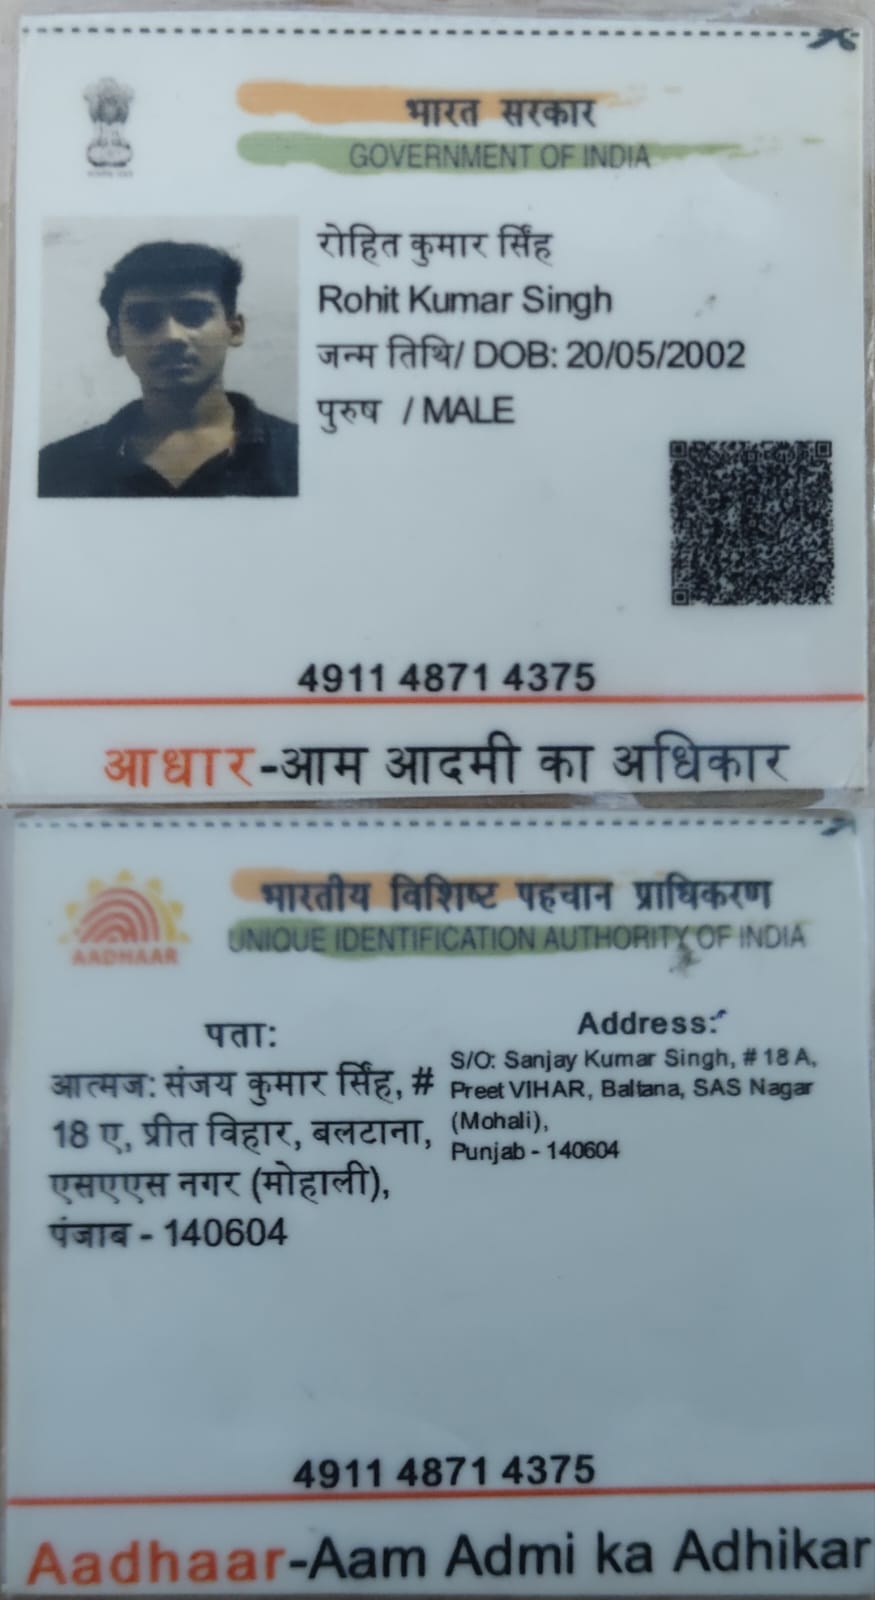 भारत सरकार
GOVERNMENT OF INDIA
रोहित कुमार सिंह
Rohit Kumar Singh
जन्म तिथि/ DOB: 20/05/2002
पुरुष / MALE
4911 4871 4375
आधार-आम आदमी का अधिकार
भारतीय विशिष्ट पहचान प्राधिकरण
UNIQUE IDENTIFICATION AUTHORITY OF INDIA
AADHAAR
पता:
आत्मज: संजय कुमार सिंह, #
18 ए, प्रीत विहार, बलटाना,
एसएएस नगर (मोहाली),
पंजाब - 140604
Address:
S/O: Sanjay Kumar Singh, # 18 A,
Preet VIHAR, Baltana, SAS Nagar
(Mohali),
Punjab - 140604
4911 4871 4375
Aadhaar-Aam Admi ka Adhikar